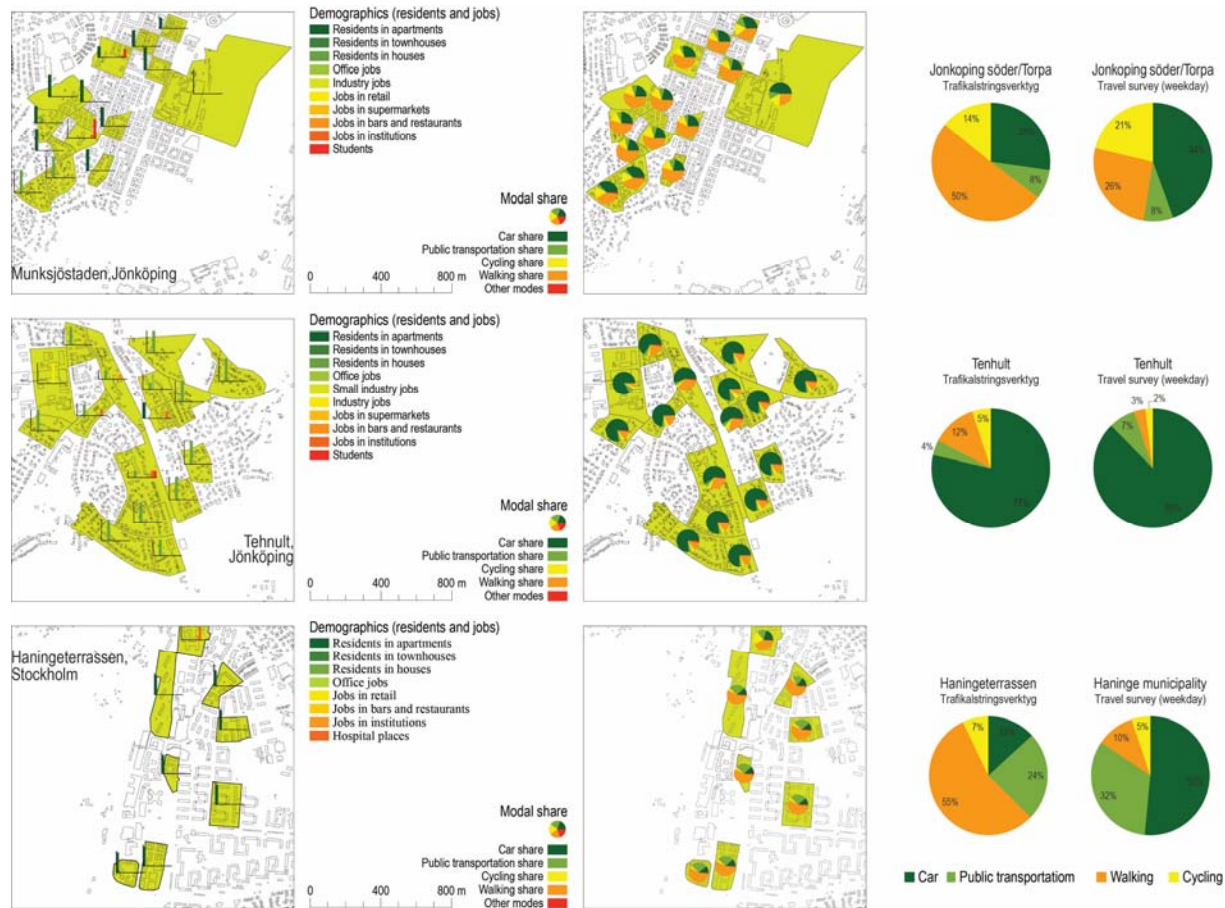 Demographics (residents and jobs)
Residents in apartments
Residents in townhouses
Residents in houses
Office jobs
Industry jobs
Jobs in retail
Jobs in supermarkets
Jobs in bars and restaurants
Jobs in institutions
Students
Modal share
Car share
Public transportation share
Cycling share
Walking share
Other modes
0 400 800 m
Munksjöstaden, Jönköping
Jonkoping söder/Torpa
Trafikalstringsverktyg
14%
8%
50%
Jonkoping söder/Torpa
Travel survey (weekday)
21%
44%
26%
8%
Demographics (residents and jobs)
Residents in apartments
Residents in townhouses
Residents in houses
Office jobs
Small industry jobs
Industry jobs
Jobs in supermarkets
Jobs in bars and restaurants
Jobs in institutions
Students
Modal share
Car share
Public transportation share
Cycling share
Walking share
Other modes
0 400 800 m
Tehnult,
Jönköping
Tenhult
Trafikalstringsverktyg
5%
12%
4%
77%
Tenhult
Travel survey (weekday)
3% 2%
7%
Haningeterrassen,
Stockholm
Demographics (residents and jobs)
Residents in apartments
Residents in townhouses
Residents in houses
Office jobs
Jobs in retail
Jobs in bars and restaurants
Jobs in institutions
Hospital places
Modal share
Car share
Public transportation share
Cycling share
Walking share
Other modes
0 400 800 m
Haningeterrassen
Trafikalstringsverktyg
7%
24%
55%
Haninge municipality
Travel survey (weekday)
5%
10%
32%
Car Public transportatiom Walking Cycling